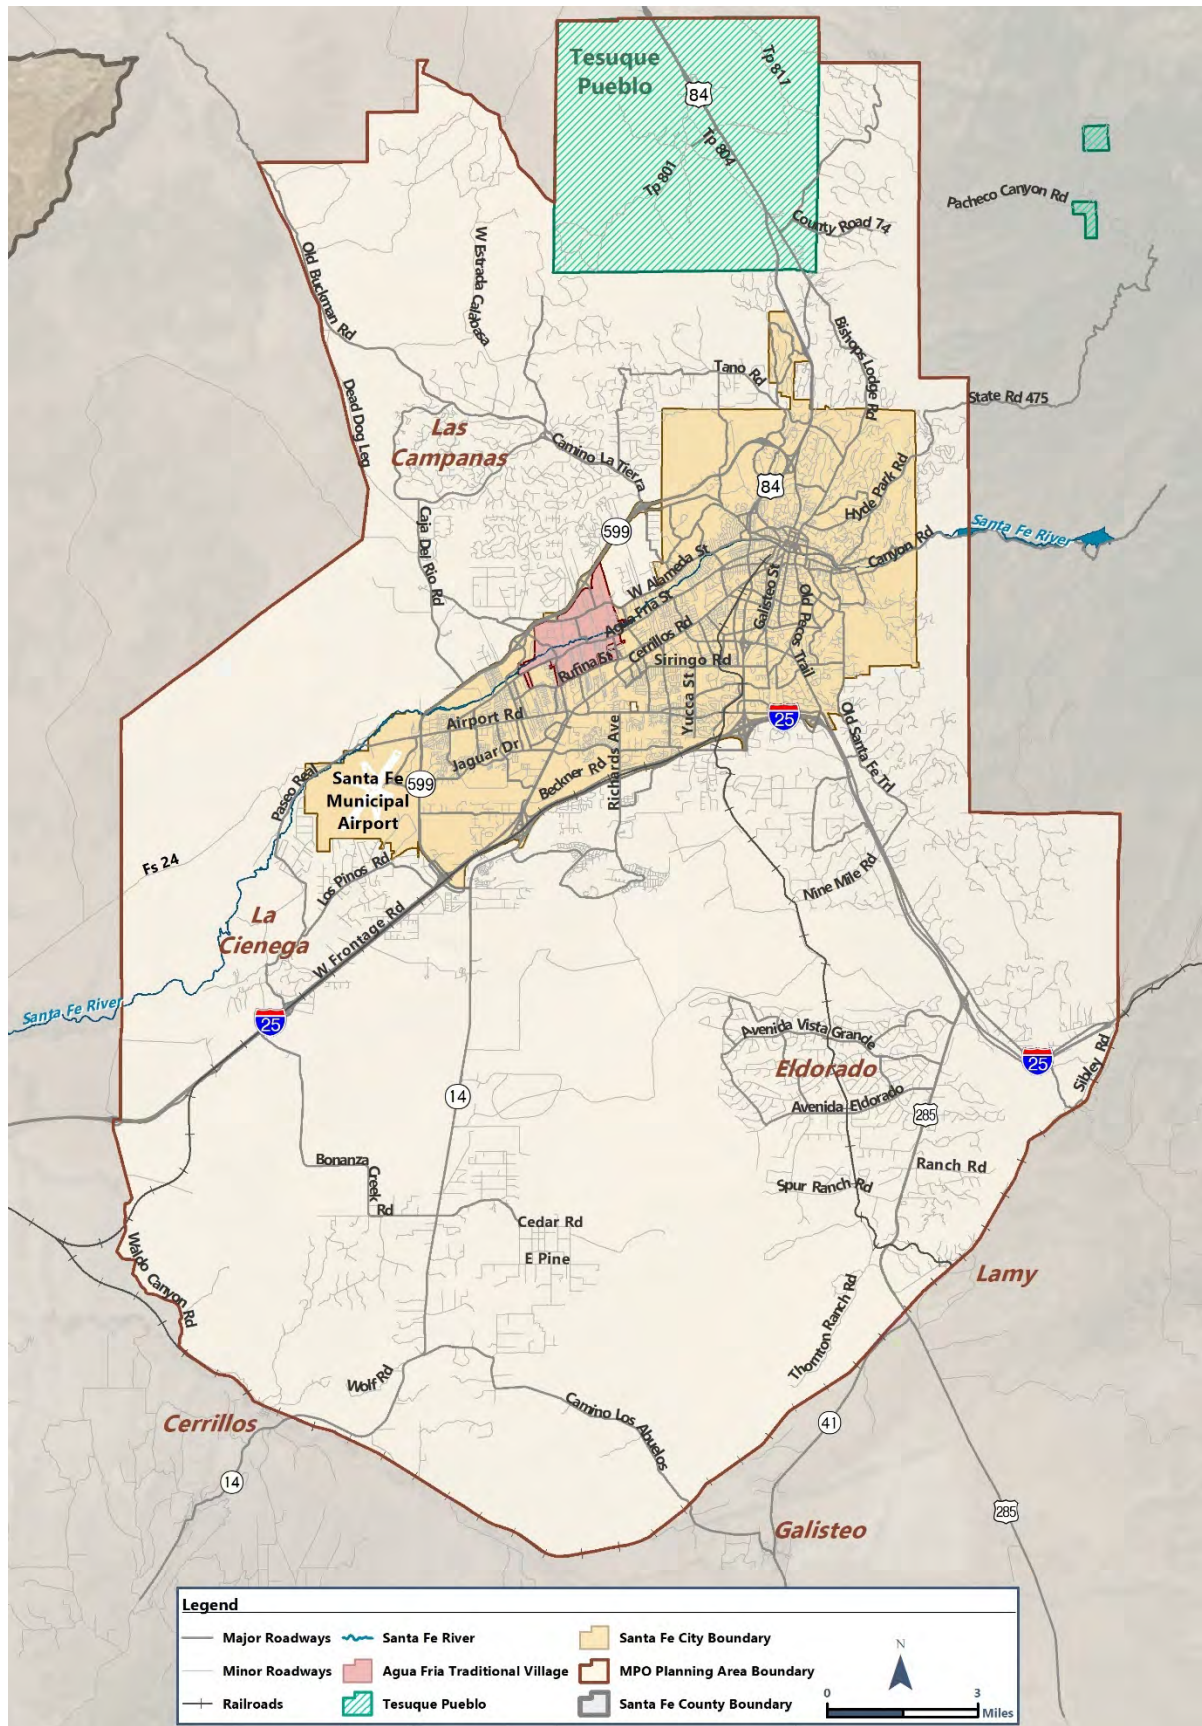 Tesuque
Pueblo
Tp 817
84
Tp 804
Tp 801
Pacheco Canyon Rd
County Road 74
W Estrada Calabasa
Old Buckman Rd
Bishops Lodge Rd
Tano Rd
Dead Dog Leg
State Rd 475
Las
Campanas
Camino La Tierra
84
Hyde Park Rd
Caja Del Rio Rd
599
Santa Fe River
Canyon Rd
W Alameda St
Galisteo St
Old Pecos Trail
Agua Fria St
Cerrillos Rd
Rufina St
Siringo Rd
Yucca St
Airport Rd
25
Old Santa Fe Trl
Jaguar Dr
Richards Ave
Beckner Rd
Paseo Real
Santa Fe
Municipal
Airport
599
Fs 24
Los Pinos Rd
Nine Mile Rd
La
Cienega
W Frontage Rd
Santa Fe River
25
Avenida Vista Grande
Eldorado
25
Sibley Rd
14
Avenida Eldorado
285
Bonanza
Creek
Rd
Ranch Rd
Spur Ranch Rd
Cedar Rd
E Pine
Waldo Canyon Rd
Lamy
Thornton Ranch Rd
Wolf Rd
Camino Los Abuelos
Cerrillos
41
14
285
Galisteo
Legend
Major Roadways
Santa Fe River
Santa Fe City Boundary
Minor Roadways
Agua Fria Traditional Village
MPO Planning Area Boundary
Railroads
Tesuque Pueblo
Santa Fe County Boundary
N
0
3
Miles